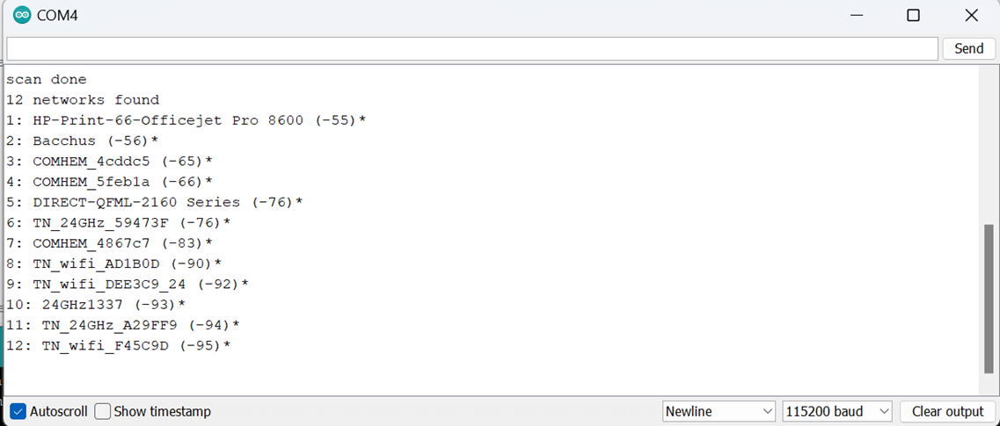 COM4
Send
scan done
12 networks found
1: HP-Print-66-Officejet Pro 8600 (-55)*
2: Bacchus (-56)*
3: COMHEM_4cddc5 (-65)*
4: COMHEM_5feb1a (-66)*
5: DIRECT-QFML-2160 Series (-76)*
6: TN_24GHz_59473F (-76)*
7: COMHEM_4867c7 (-83)*
8: TN_wifi_AD1B0D (-90)*
9: TN_wifi_DEE3C9_24 (-92)*
10: 24GHz1337 (-93)*
11: TN_24GHz_A29FF9 (-94)*
12: TN_wifi_F45C9D (-95)*
Autoscroll Show timestamp Newline 115200 baud Clear output